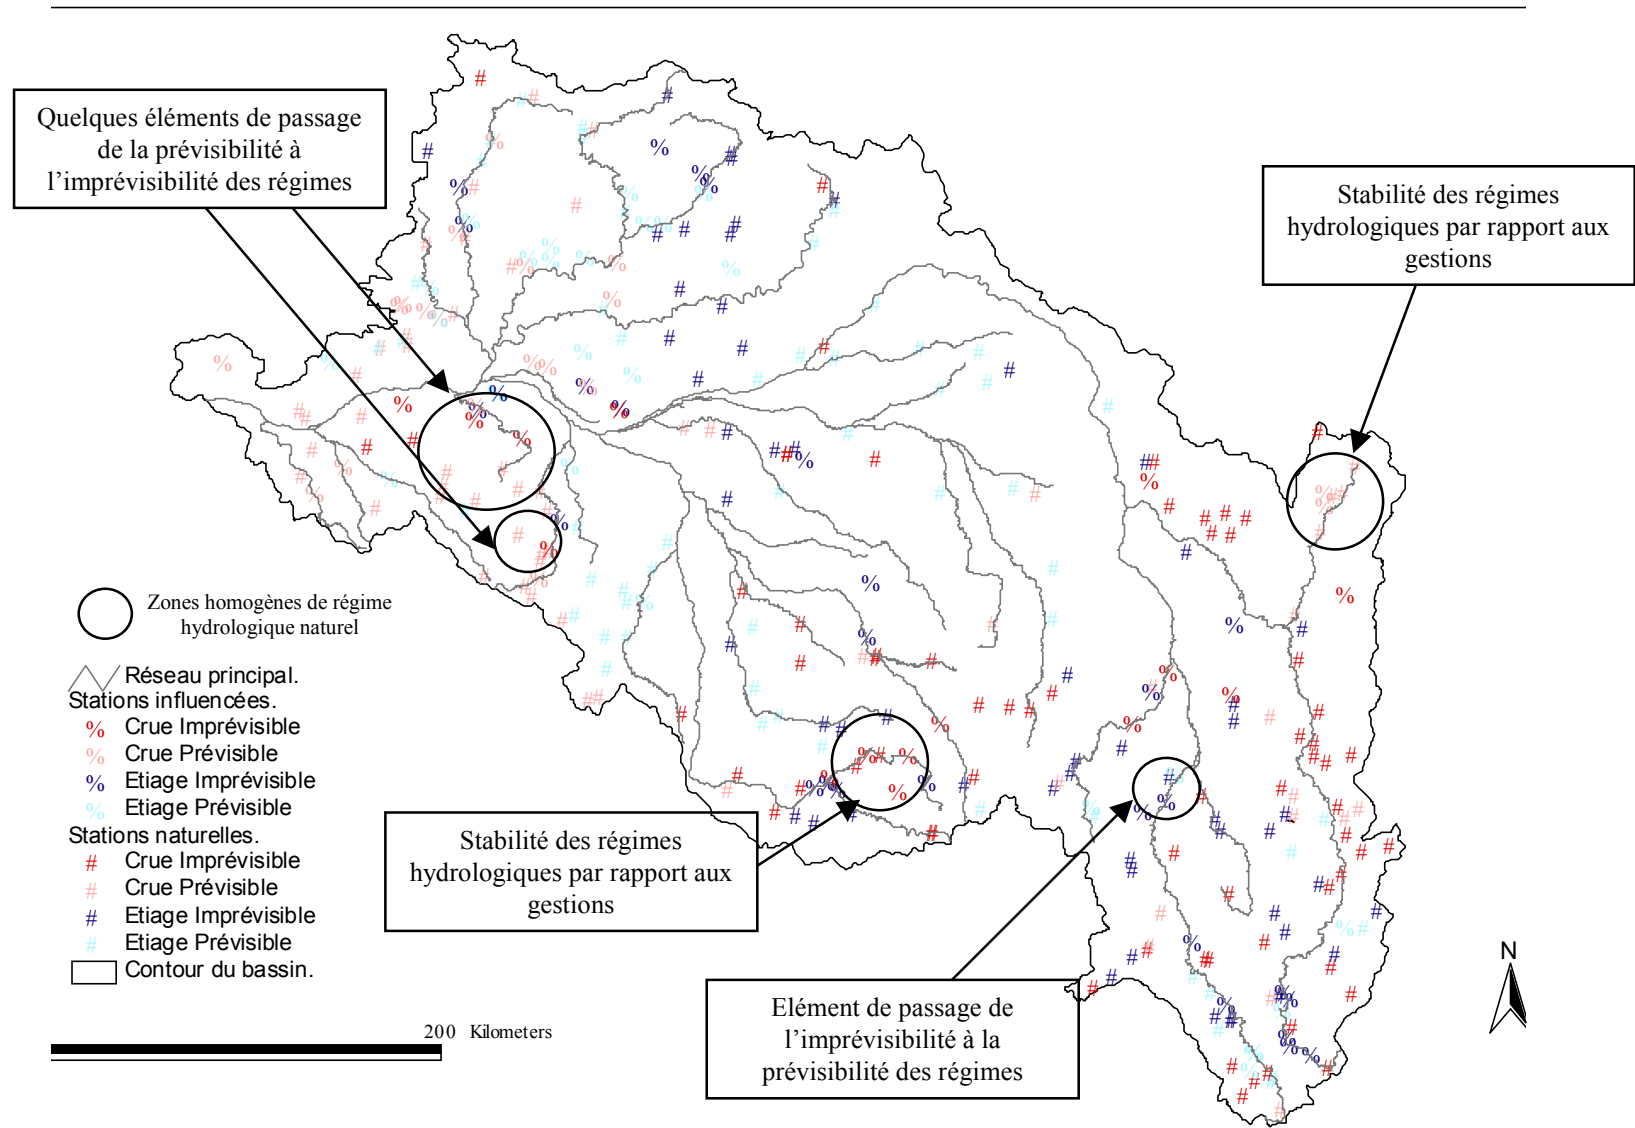 Quelques éléments de passage
de la prévisibilité à
l'imprévisibilité des régimes
Stabilité des régimes
hydrologiques par rapport aux
gestions
Zones homogènes de régime
hydrologique naturel
Réseau principal.
Stations influencées.
% Crue Imprévisible
% Crue Prévisible
% Etiage Imprévisible
% Etiage Prévisible
Stations naturelles.
# Crue Imprévisible
# Crue Prévisible
# Etiage Imprévisible
# Etiage Prévisible
Contour du bassin.
Stabilité des régimes
hydrologiques par rapport aux
gestions
Elément de passage de
l'imprévisibilité à la
prévisibilité des régimes
N
200 Kilometers